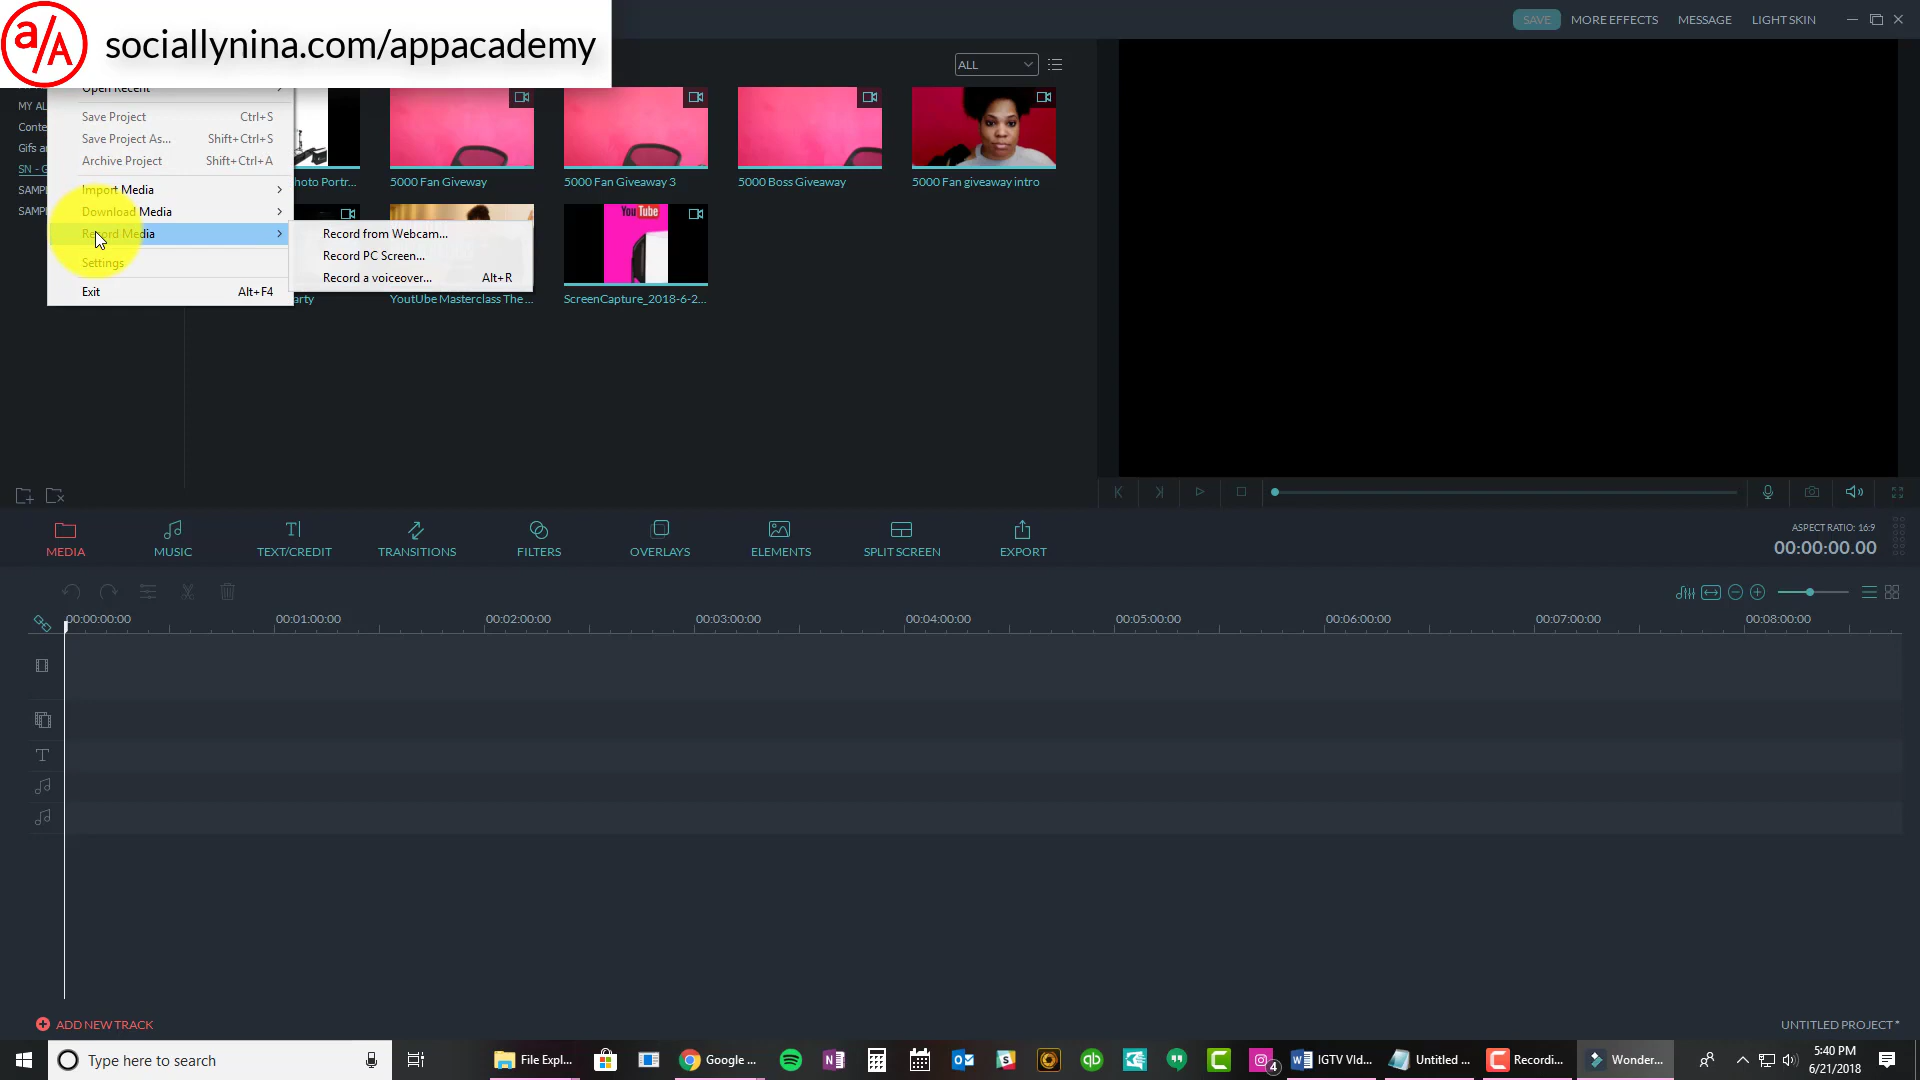 a/A sociallynina.com/appacademy
SAVE MORE EFFECTS MESSAGE LIGHT SKIN
ALL
Open Recent
MY AL
Save Project Ctrl+S
Conte
Save Project As... Shift+Ctrl+S
Gifs a
Archive Project Shift+Ctrl+A
SN - G
SAMP
Import Media
SAMP
Download Media
Record Media
Settings
Exit Alt+F4
Record from Webcam...
Record PC Screen...
Record a voiceover... Alt+R
hoto Portr...
5000 Fan Giveway
5000 Fan Giveaway 3
5000 Boss Giveaway
5000 Fan giveaway intro
You Tube
arty
YoutUbe Masterclass The ...
ScreenCapture_2018-6-2...
MEDIA MUSIC TEXT/CREDIT TRANSITIONS FILTERS OVERLAYS ELEMENTS SPLIT SCREEN EXPORT
ASPECT RATIO: 16:9
00:00:00.00
00:00:00:00 00:01:00:00 00:02:00:00 00:03:00:00 00:04:00:00 00:05:00:00 00:06:00:00 00:07:00:00 00:08:00:00
ADD NEW TRACK
UNTITLED PROJECT *
Type here to search
File Expl...
Google ...
4
IGTV VId...
Untitled ...
Recordi...
Wonder...
5:40 PM
6/21/2018